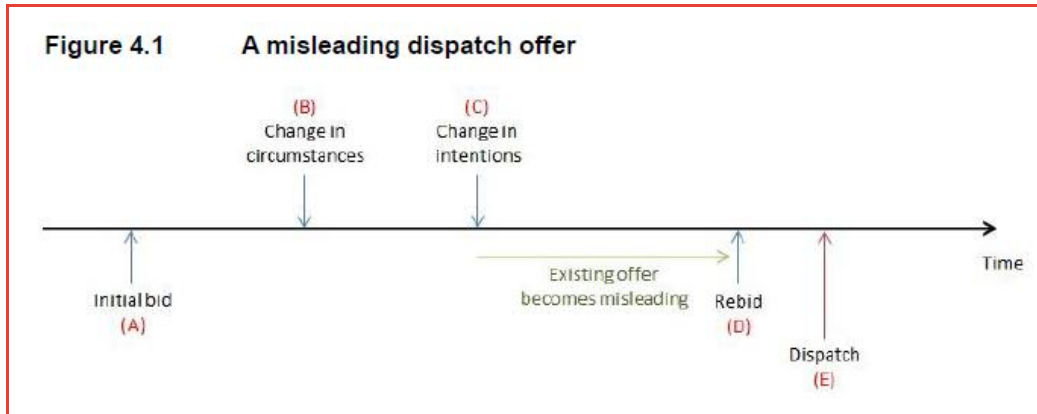 Figure 4.1 A misleading dispatch offer
(B)
Change in
circumstances
(C)
Change in
intentions
Time
Initial bid
(A)
Existing offer
becomes misleading
Rebid
(D)
Dispatch
(E)